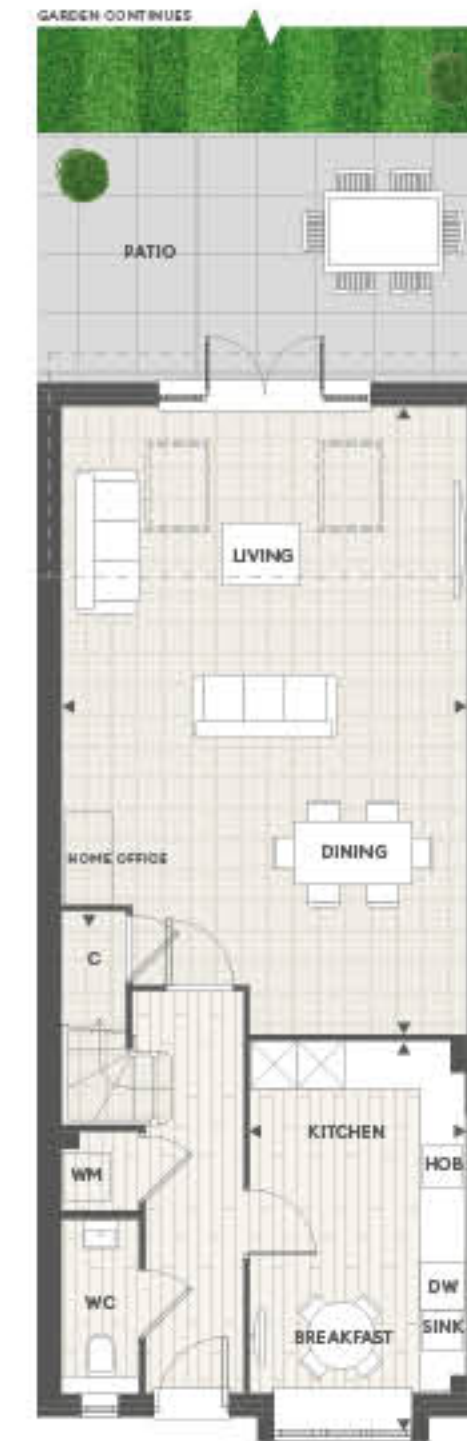 GARDEN CONTINUES
PATIO
LIVING
DINING
HOME OFFICE
C
KITCHEN
HOB
WM
DW
WC
SINK
BREAKFAST